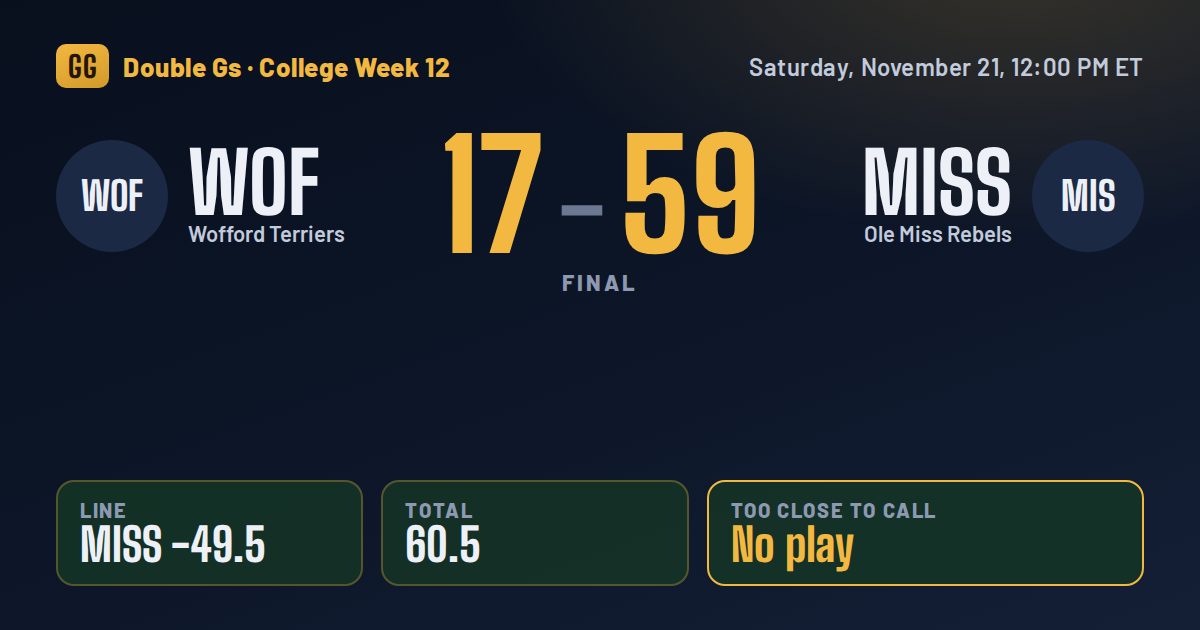 GG Double Gs · College Week 12
Saturday, November 21, 12:00 PM ET
WOF
WOF
Wofford Terriers
17 – 59
FINAL
MISS
Ole Miss Rebels
MIS
LINE
MISS −49.5
TOTAL
60.5
TOO CLOSE TO CALL
No play